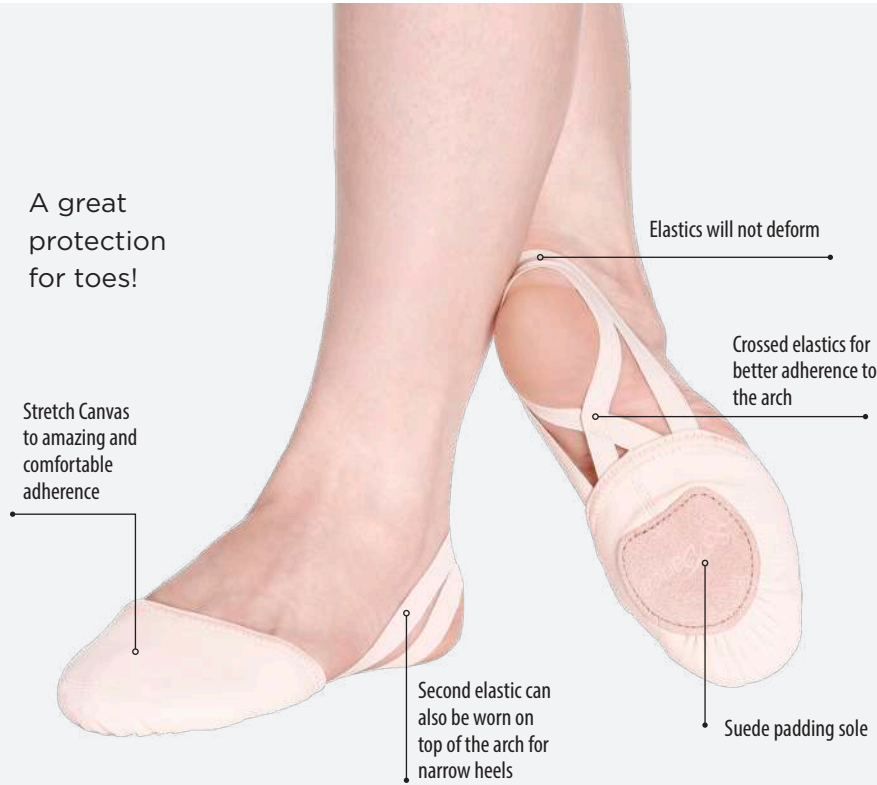 A great
protection
for toes!
Elastics will not deform
Crossed elastics for
better adherence to
the arch
Stretch Canvas
to amazing and
comfortable
adherence
Second elastic can
also be worn on
top of the arch for
narrow heels
Suede padding sole